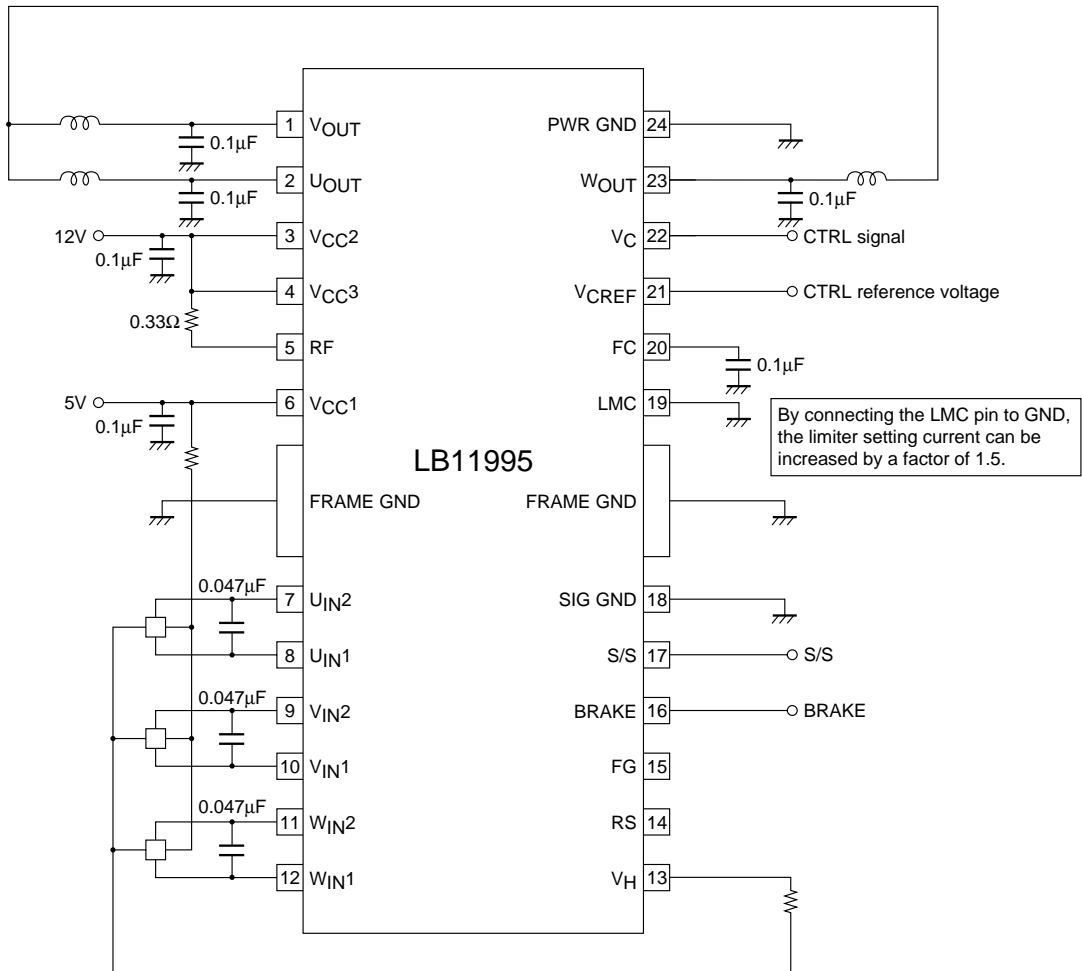 1 VOUT
0.1μF
2 UOUT
0.1μF
12V
3 VCC2
0.1μF
4 VCC3
0.33Ω
5 RF
5V
6 VCC1
0.1μF
FRAME GND
0.047μF
7 UIN2
8 UIN1
0.047μF
9 VIN2
10 VIN1
0.047μF
11 WIN2
12 WIN1
LB11995
PWR GND 24
WOUT 23
0.1μF
VC 22 CTRL signal
VCREF 21 CTRL reference voltage
FC 20
0.1μF
LMC 19
By connecting the LMC pin to GND,
the limiter setting current can be
increased by a factor of 1.5.
FRAME GND
SIG GND 18
S/S 17 S/S
BRAKE 16 BRAKE
FG 15
RS 14
VH 13